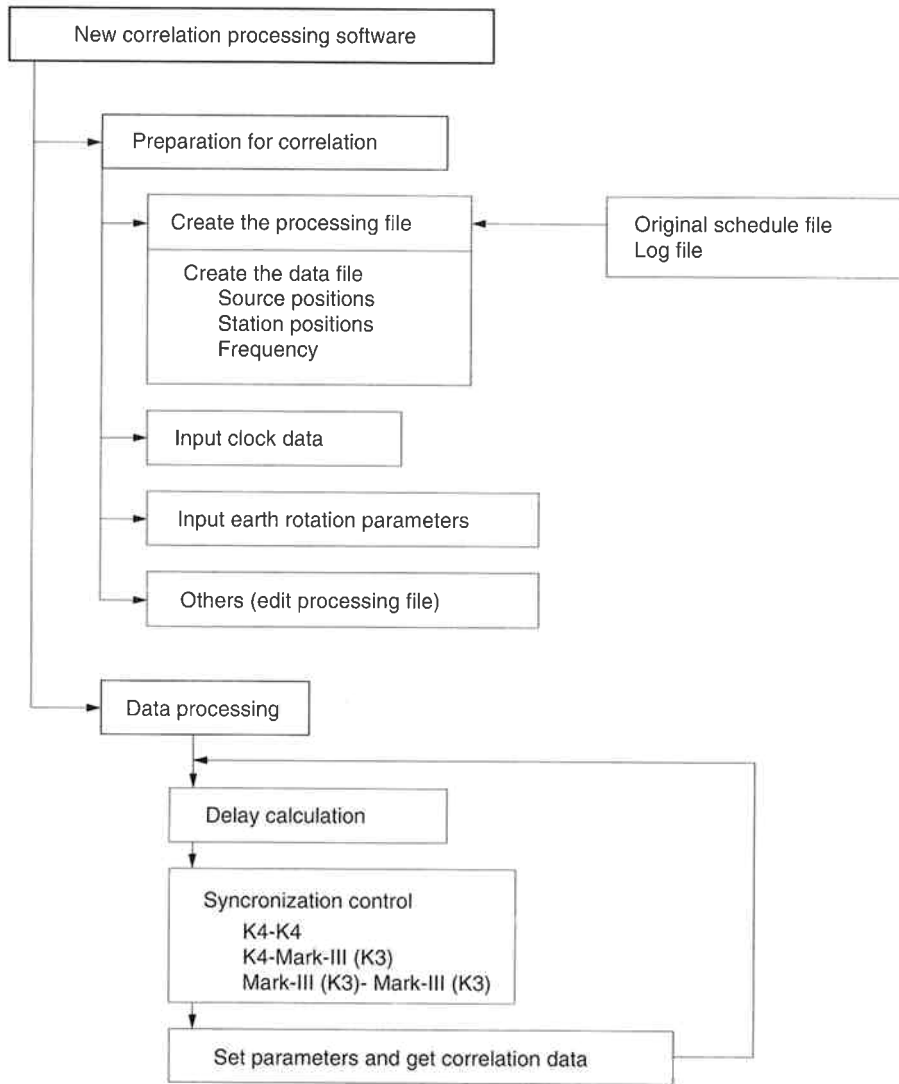 New correlation processing software
Preparation for correlation
Create the processing file
Original schedule file
Log file
Create the data file
Source positions
Station positions
Frequency
Input clock data
Input earth rotation parameters
Others (edit processing file)
Data processing
Delay calculation
Syncronization control
K4-K4
K4-Mark-III (K3)
Mark-III (K3)- Mark-III (K3)
Set parameters and get correlation data